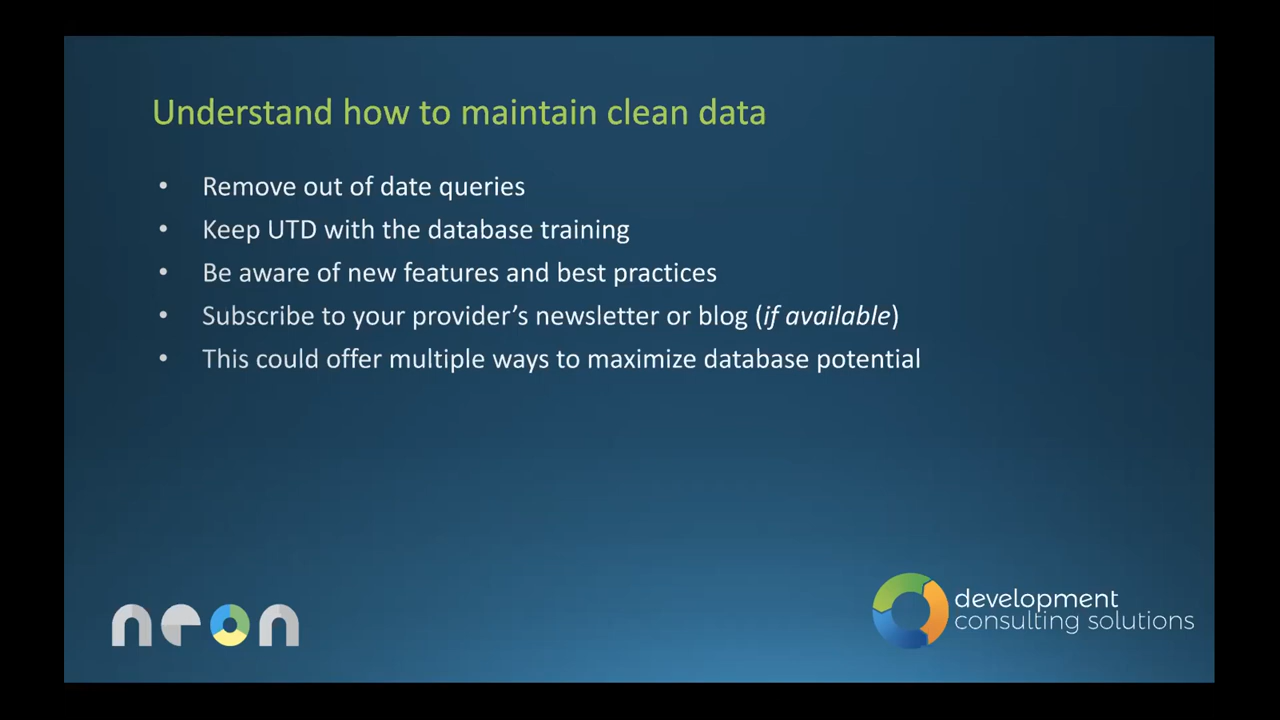 Understand how to maintain clean data
• Remove out of date queries
• Keep UTD with the database training
• Be aware of new features and best practices
• Subscribe to your provider’s newsletter or blog (if available)
• This could offer multiple ways to maximize database potential
neon
development
consulting solutions